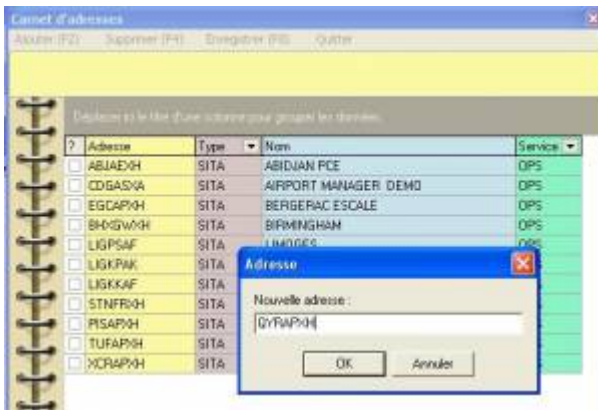 Carnet d'adresses
Ajouter (F2) Supprimer (F4) Enregistrer (F8) Quitter
Déplacer ici le titre d'une colonne pour grouper les données.
? Adresse Type Nom Service
ABJAEXH SITA ABIDJAN PCE OPS
CDGASXA SITA AIRPORT MANAGER DEMO OPS
EGCAPXH SITA BERGERAC ESCALE OPS
BHXGWXH SITA BIRMINGHAM OPS
LIGPSAF SITA LIMOGES
LIGKPAK SITA
LIGKKAF SITA
STNFRXH SITA
PISAPXH SITA
TUFAPXH SITA
XCRAPXH SITA
Adresse
Nouvelle adresse :
QYRAPXH
OK Annuler